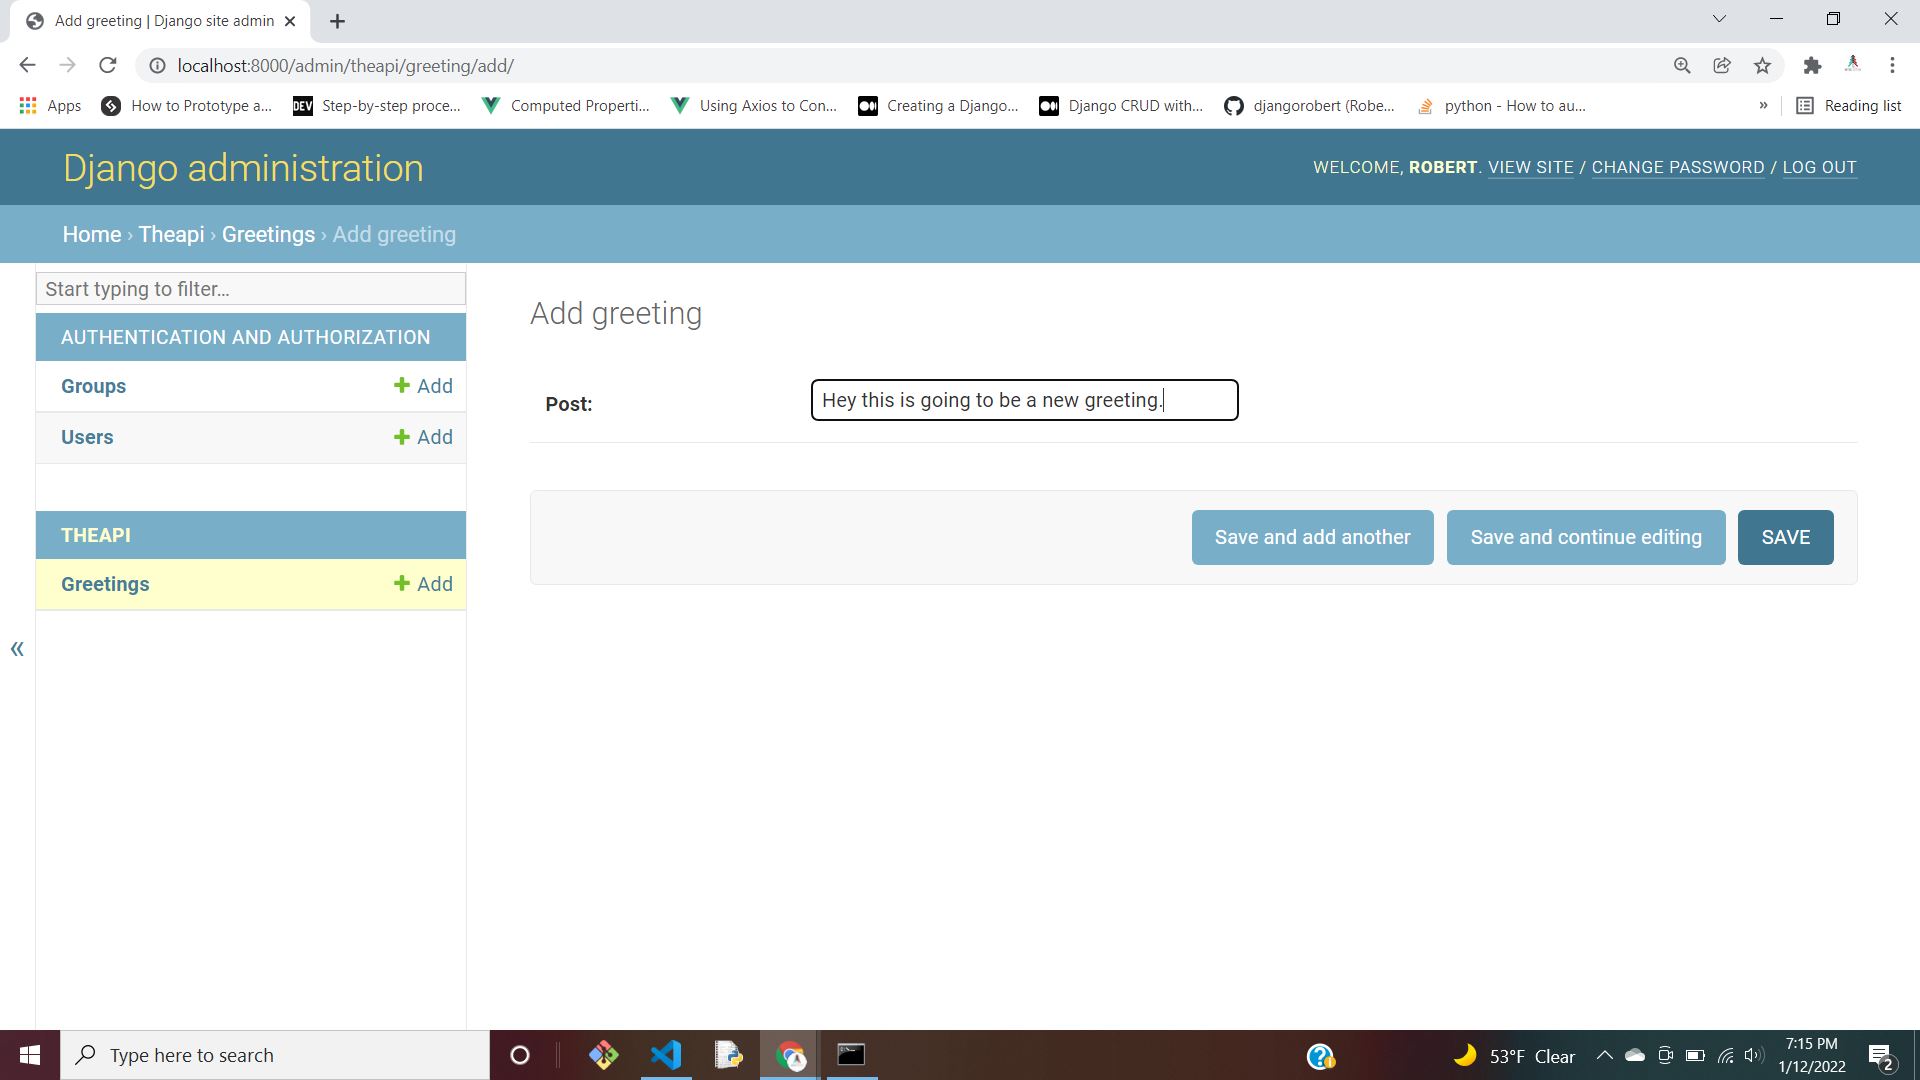 Add greeting | Django site admin
localhost:8000/admin/theapi/greeting/add/
Apps How to Prototype a... DEV Step-by-step proce... Computed Properti... Using Axios to Con... Creating a Django... Django CRUD with... djangorobert (Robe... python - How to au... » Reading list
Django administration
WELCOME, ROBERT. VIEW SITE / CHANGE PASSWORD / LOG OUT
Home › Theapi › Greetings › Add greeting
Start typing to filter...
AUTHENTICATION AND AUTHORIZATION
Groups + Add
Users + Add
THEAPI
Greetings + Add
«
Add greeting
Post: Hey this is going to be a new greeting.
Save and add another Save and continue editing SAVE
Type here to search
53°F Clear
7:15 PM
1/12/2022
2